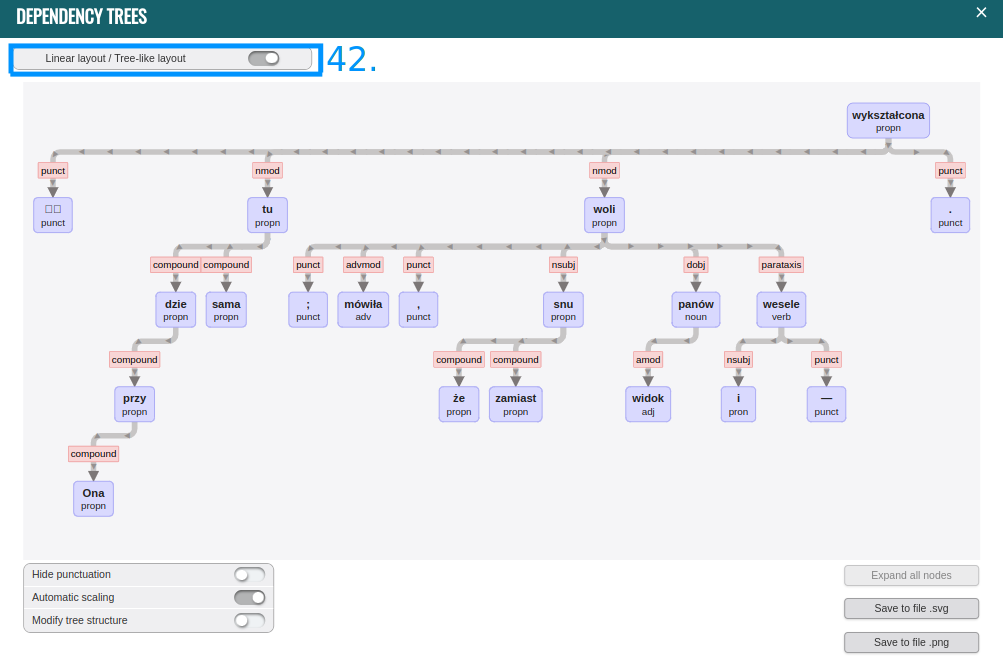 DEPENDENCY TREES
Linear layout / Tree-like layout
42.
wykształcona
propn
punct
nmod
nmod
punct
punct
tu
propn
woli
propn
.
punct
compound
compound
punct
advmod
punct
nsubj
dobj
parataxis
dzie
propn
sama
propn
;
punct
mówiła
adv
,
punct
snu
propn
panów
noun
wesele
verb
compound
compound
compound
amod
nsubj
punct
przy
propn
że
propn
zamiast
propn
widok
adj
i
pron
—
punct
compound
Ona
propn
Hide punctuation
Automatic scaling
Modify tree structure
Expand all nodes
Save to file .svg
Save to file .png